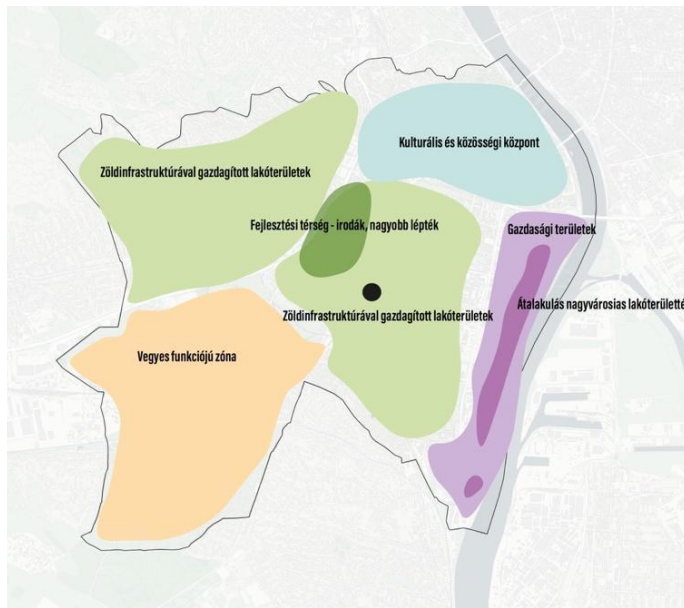 Kulturális és közösségi központ
Zöldinfrastruktúrával gazdagított lakóterületek
Fejlesztési térség - irodák, nagyobb lépték
Gazdasági területek
Átalakulás nagyvárosias lakóterületté
Zöldinfrastruktúrával gazdagított lakóterületek
Vegyes funkciójú zóna